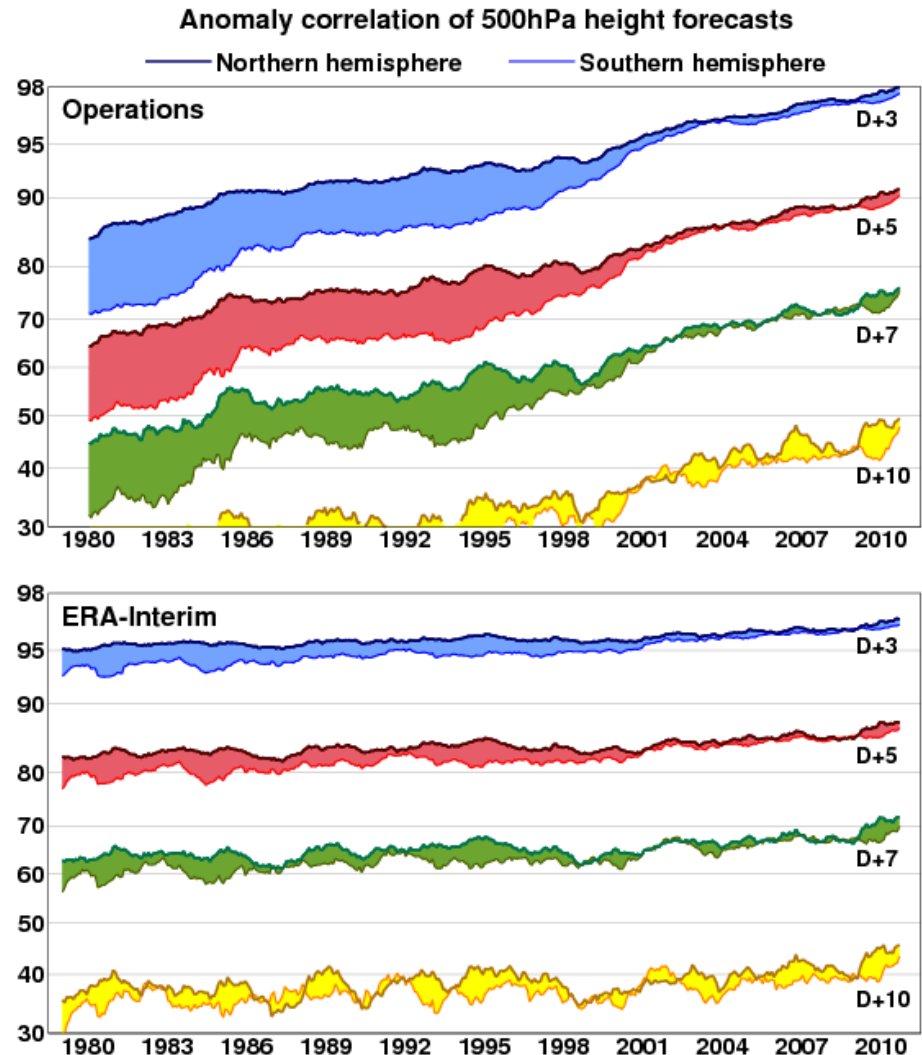 Anomaly correlation of 500hPa height forecasts
Northern hemisphere Southern hemisphere
98
Operations
D+3
95
90
D+5
80
70
D+7
60
50
40
D+10
30
1980 1983 1986 1989 1992 1995 1998 2001 2004 2007 2010
98
ERA-Interim
95
D+3
90
D+5
80
70
D+7
60
50
40
D+10
30
1980 1983 1986 1989 1992 1995 1998 2001 2004 2007 2010